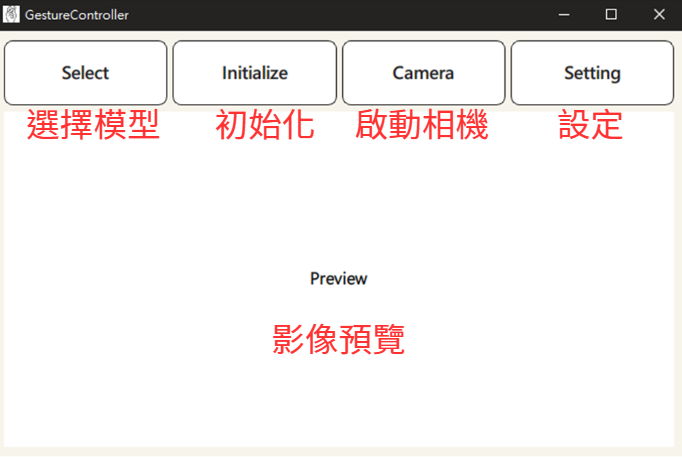 GestureController
Select Initialize Camera Setting
選擇模型 初始化 啟動相機 設定
Preview
影像預覽